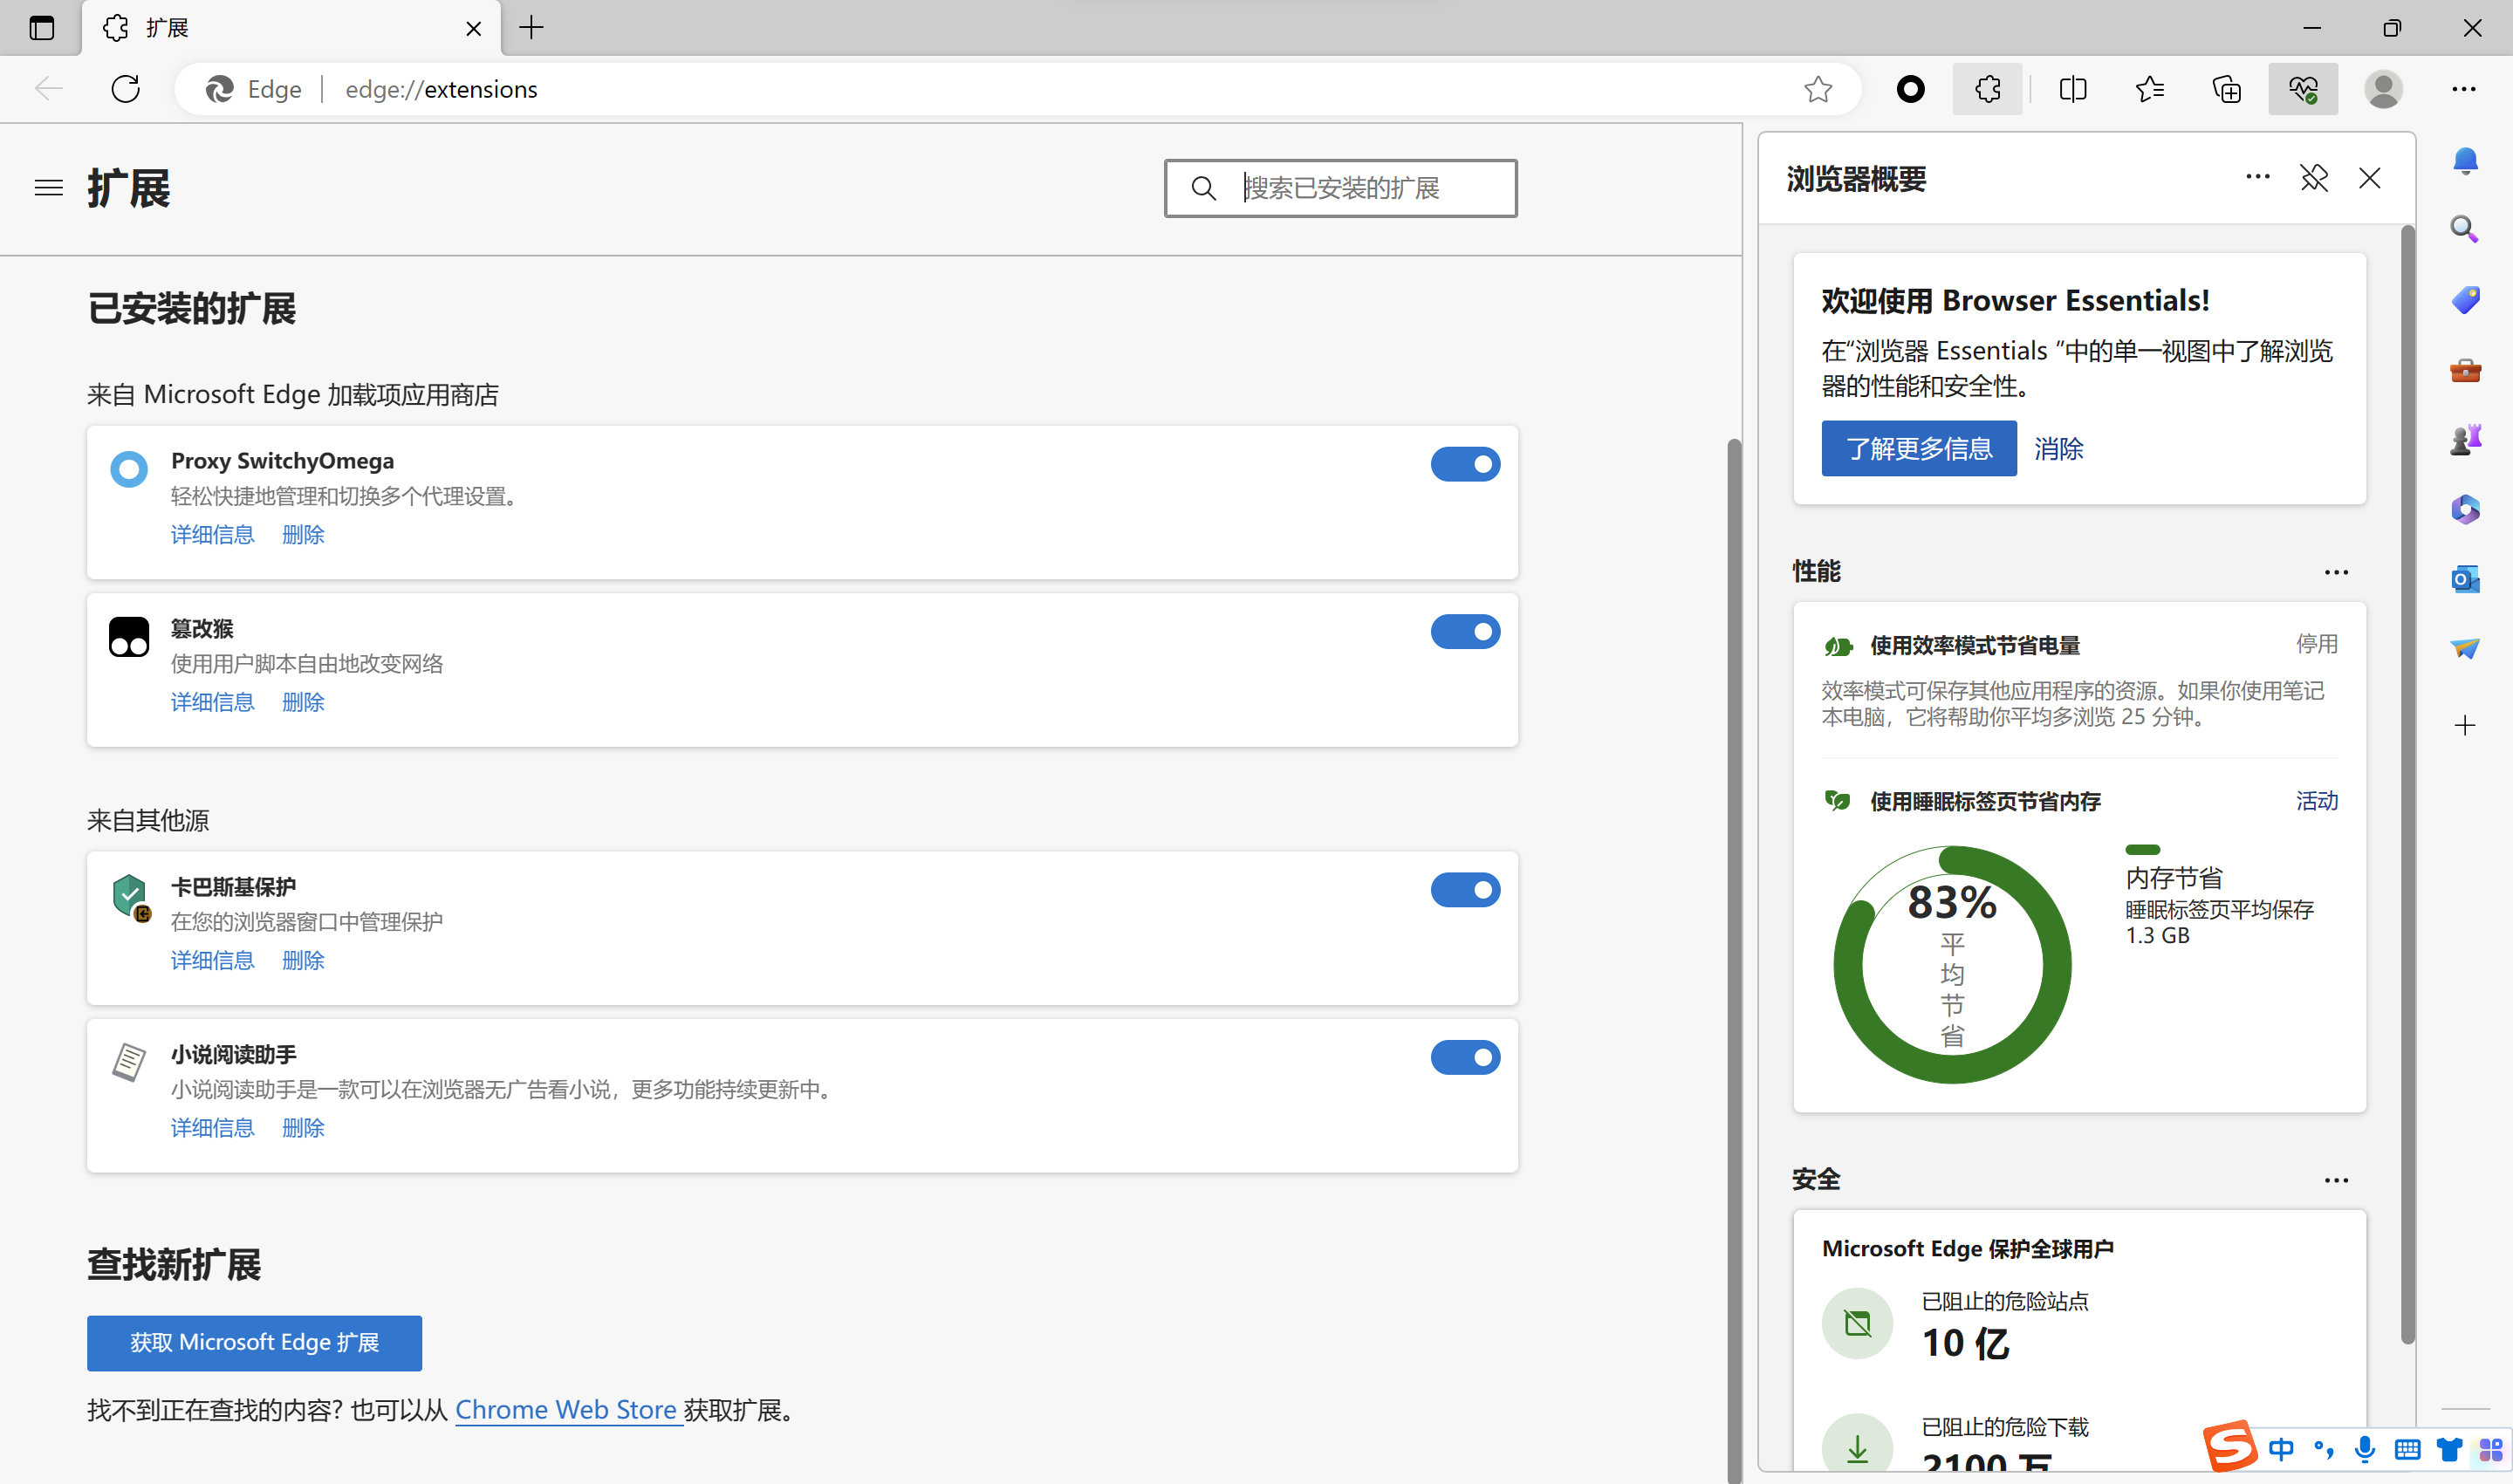 扩展
Edge
edge://extensions
扩展
搜索已安装的扩展
已安装的扩展
来自 Microsoft Edge 加载项应用商店
Proxy SwitchyOmega
轻松快捷地管理和切换多个代理设置。
详细信息 删除
篡改猴
使用用户脚本自由地改变网络
详细信息 删除
来自其他源
卡巴斯基保护
在您的浏览器窗口中管理保护
详细信息 删除
小说阅读助手
小说阅读助手是一款可以在浏览器无广告看小说，更多功能持续更新中。
详细信息 删除
查找新扩展
获取 Microsoft Edge 扩展
找不到正在查找的内容? 也可以从 Chrome Web Store 获取扩展。
浏览器概要
欢迎使用 Browser Essentials!
在“浏览器 Essentials ”中的单一视图中了解浏览
器的性能和安全性。
了解更多信息 消除
性能
使用效率模式节省电量 停用
效率模式可保存其他应用程序的资源。如果你使用笔记
本电脑，它将帮助你平均多浏览 25 分钟。
使用睡眠标签页节省内存 活动
83%
平
均
节
省
内存节省
睡眠标签页平均保存
1.3 GB
安全
Microsoft Edge 保护全球用户
已阻止的危险站点
10 亿
已阻止的危险下载
2100 万
中